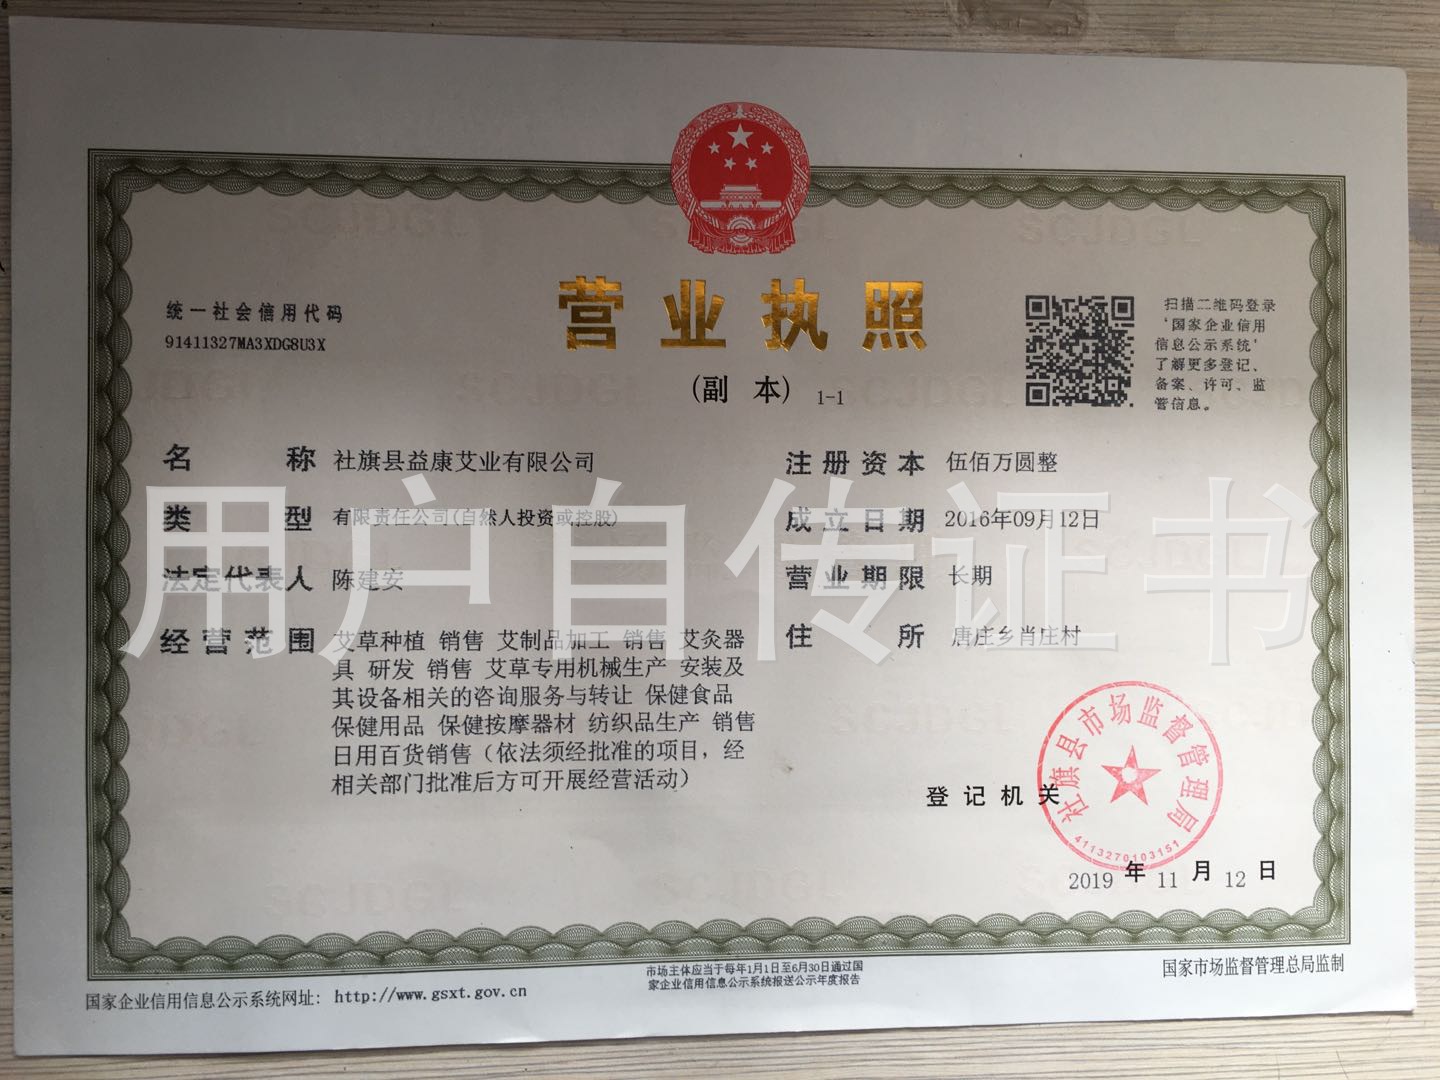 统一社会信用代码
91411327MA3XDG8U3X
营业执照
(副本) 1-1
扫描二维码登录
‘国家企业信用
信息公示系统’
了解更多登记、
备案、许可、监
管信息。
名称 社旗县益康艾业有限公司
类型 有限责任公司(自然人投资或控股)
法定代表人 陈建安
经营范围 艾草种植 销售 艾制品加工 销售 艾灸器
具 研发 销售 艾草专用机械生产 安装及
其设备相关的咨询服务与转让 保健食品
保健用品 保健按摩器材 纺织品生产 销售
日用百货销售（依法须经批准的项目，经
相关部门批准后方可开展经营活动）
注册资本 伍佰万圆整
成立日期 2016年09月12日
营业期限 长期
住所 唐庄乡肖庄村
用户自传证书
登记机关
社旗县市场监督管理局
4113270103151
2019 年 11 月 12 日
国家企业信用信息公示系统网址：http://www.gsxt.gov.cn
市场主体应当于每年1月1日至6月30日通过国
家企业信用信息公示系统报送公示年度报告
国家市场监督管理总局监制
SCJDGL
SCJDGL
SCJDGL